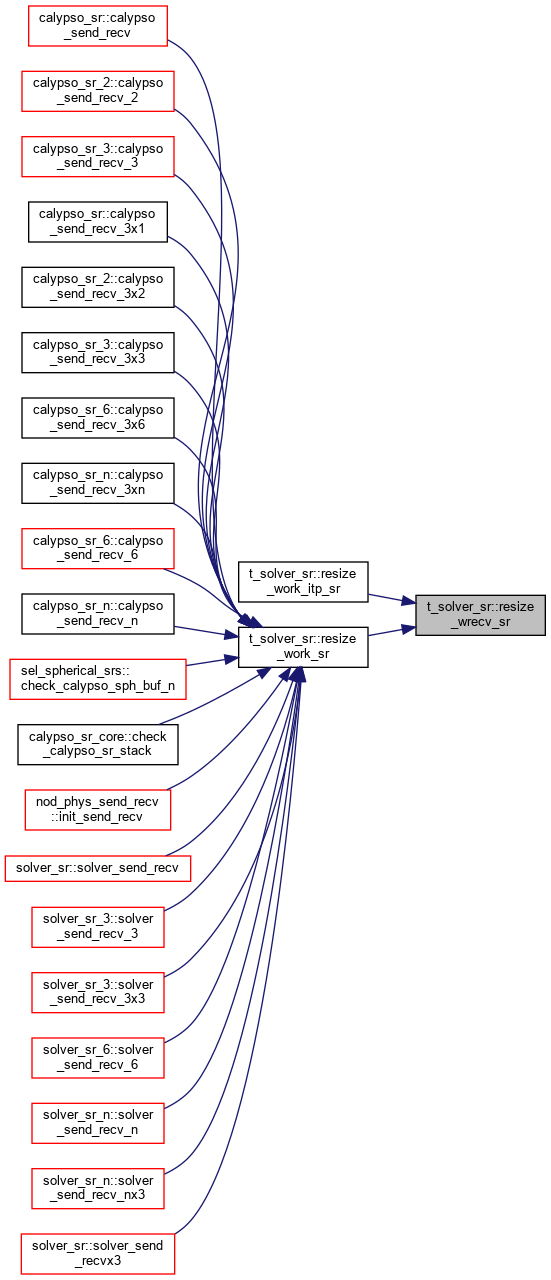 calypso_sr::calypso
_send_recv
calypso_sr_2::calypso
_send_recv_2
calypso_sr_3::calypso
_send_recv_3
calypso_sr::calypso
_send_recv_3x1
calypso_sr_2::calypso
_send_recv_3x2
calypso_sr_3::calypso
_send_recv_3x3
calypso_sr_6::calypso
_send_recv_3x6
calypso_sr_n::calypso
_send_recv_3xn
calypso_sr_6::calypso
_send_recv_6
calypso_sr_n::calypso
_send_recv_n
sel_spherical_srs::
check_calypso_sph_buf_n
calypso_sr_core::check
_calypso_sr_stack
nod_phys_send_recv
::init_send_recv
solver_sr::solver_send_recv
solver_sr_3::solver
_send_recv_3
solver_sr_3::solver
_send_recv_3x3
solver_sr_6::solver
_send_recv_6
solver_sr_n::solver
_send_recv_n
solver_sr_n::solver
_send_recv_nx3
solver_sr::solver_send
_recvx3
t_solver_sr::resize
_work_itp_sr
t_solver_sr::resize
_work_sr
t_solver_sr::resize
_wrecv_sr